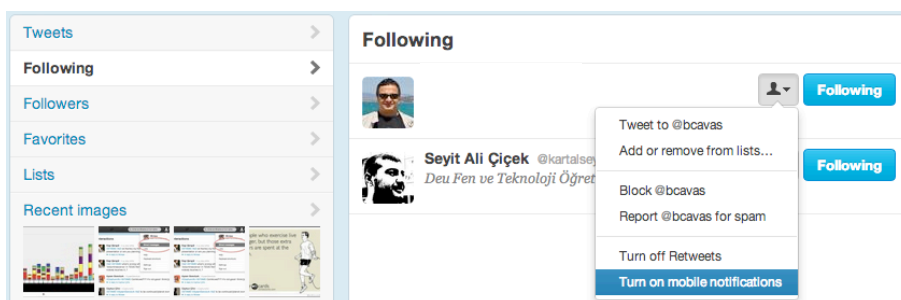 Tweets
Following
Followers
Favorites
Lists
Recent images
Following
Following
Tweet to @bcavas
Add or remove from lists...
Block @bcavas
Report @bcavas for spam
Turn off Retweets
Turn on mobile notifications
Seyit Ali Çiçek @kartalsey
Deu Fen ve Teknoloji Öğret
Following